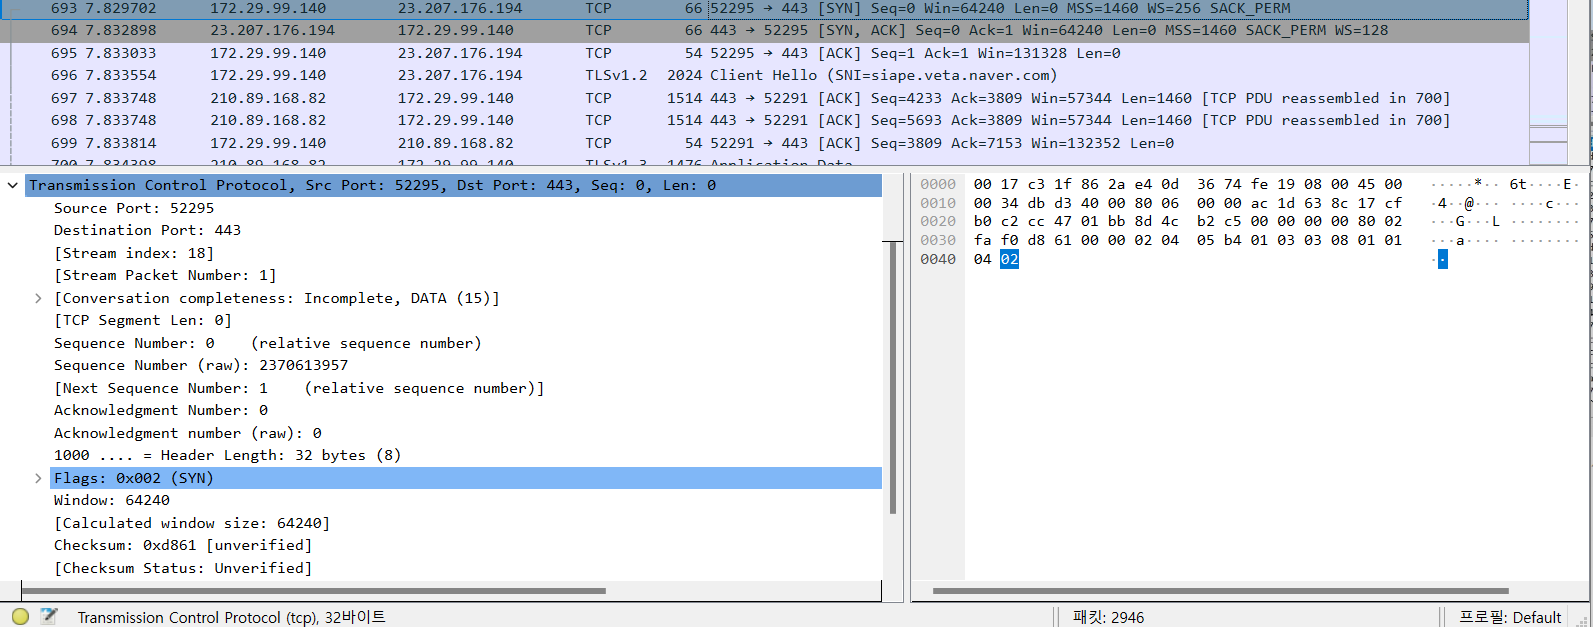 693 7.829702 172.29.99.140 23.207.176.194 TCP 66 52295 → 443 [SYN] Seq=0 Win=64240 Len=0 MSS=1460 WS=256 SACK_PERM
694 7.832898 23.207.176.194 172.29.99.140 TCP 66 443 → 52295 [SYN, ACK] Seq=0 Ack=1 Win=64240 Len=0 MSS=1460 SACK_PERM WS=128
695 7.833033 172.29.99.140 23.207.176.194 TCP 54 52295 → 443 [ACK] Seq=1 Ack=1 Win=131328 Len=0
696 7.833554 172.29.99.140 23.207.176.194 TLSv1.2 2024 Client Hello (SNI=siape.veta.naver.com)
697 7.833748 210.89.168.82 172.29.99.140 TCP 1514 443 → 52291 [ACK] Seq=4233 Ack=3809 Win=57344 Len=1460 [TCP PDU reassembled in 700]
698 7.833748 210.89.168.82 172.29.99.140 TCP 1514 443 → 52291 [ACK] Seq=5693 Ack=3809 Win=57344 Len=1460 [TCP PDU reassembled in 700]
699 7.833814 172.29.99.140 210.89.168.82 TCP 54 52291 → 443 [ACK] Seq=3809 Ack=7153 Win=132352 Len=0
700 7.834398 210.89.168.82 172.29.99.140 TLSv1.3 1476 Application Data
Transmission Control Protocol, Src Port: 52295, Dst Port: 443, Seq: 0, Len: 0
Source Port: 52295
Destination Port: 443
[Stream index: 18]
[Stream Packet Number: 1]
[Conversation completeness: Incomplete, DATA (15)]
[TCP Segment Len: 0]
Sequence Number: 0 (relative sequence number)
Sequence Number (raw): 2370613957
[Next Sequence Number: 1 (relative sequence number)]
Acknowledgment Number: 0
Acknowledgment number (raw): 0
1000 .... = Header Length: 32 bytes (8)
Flags: 0x002 (SYN)
Window: 64240
[Calculated window size: 64240]
Checksum: 0xd861 [unverified]
[Checksum Status: Unverified]
0000 00 17 c3 1f 86 2a e4 0d 36 74 fe 19 08 00 45 00 ·····*·· 6t····E·
0010 00 34 db d3 40 00 80 06 00 00 ac 1d 63 8c 17 cf ·4··@··· ····c···
0020 b0 c2 cc 47 01 bb 8d 4c b2 c5 00 00 00 00 80 02 ···G···L ········
0030 fa f0 d8 61 00 00 02 04 05 b4 01 03 03 08 01 01 ···a···· ········
0040 04 02 ··
Transmission Control Protocol (tcp), 32바이트
패킷: 2946
프로필: Default